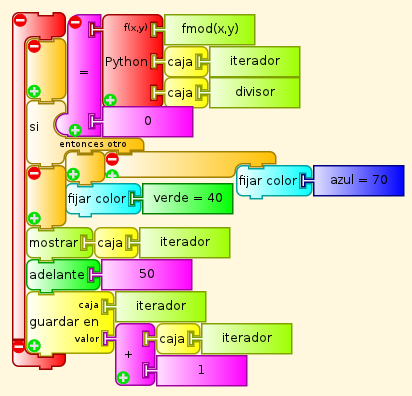 f(x,y) fmod(x,y)
Python caja iterador
=
caja divisor
si 0
entonces otro
fijar color azul = 70
fijar color verde = 40
mostrar caja iterador
adelante 50
caja iterador
guardar en
valor + caja iterador
1